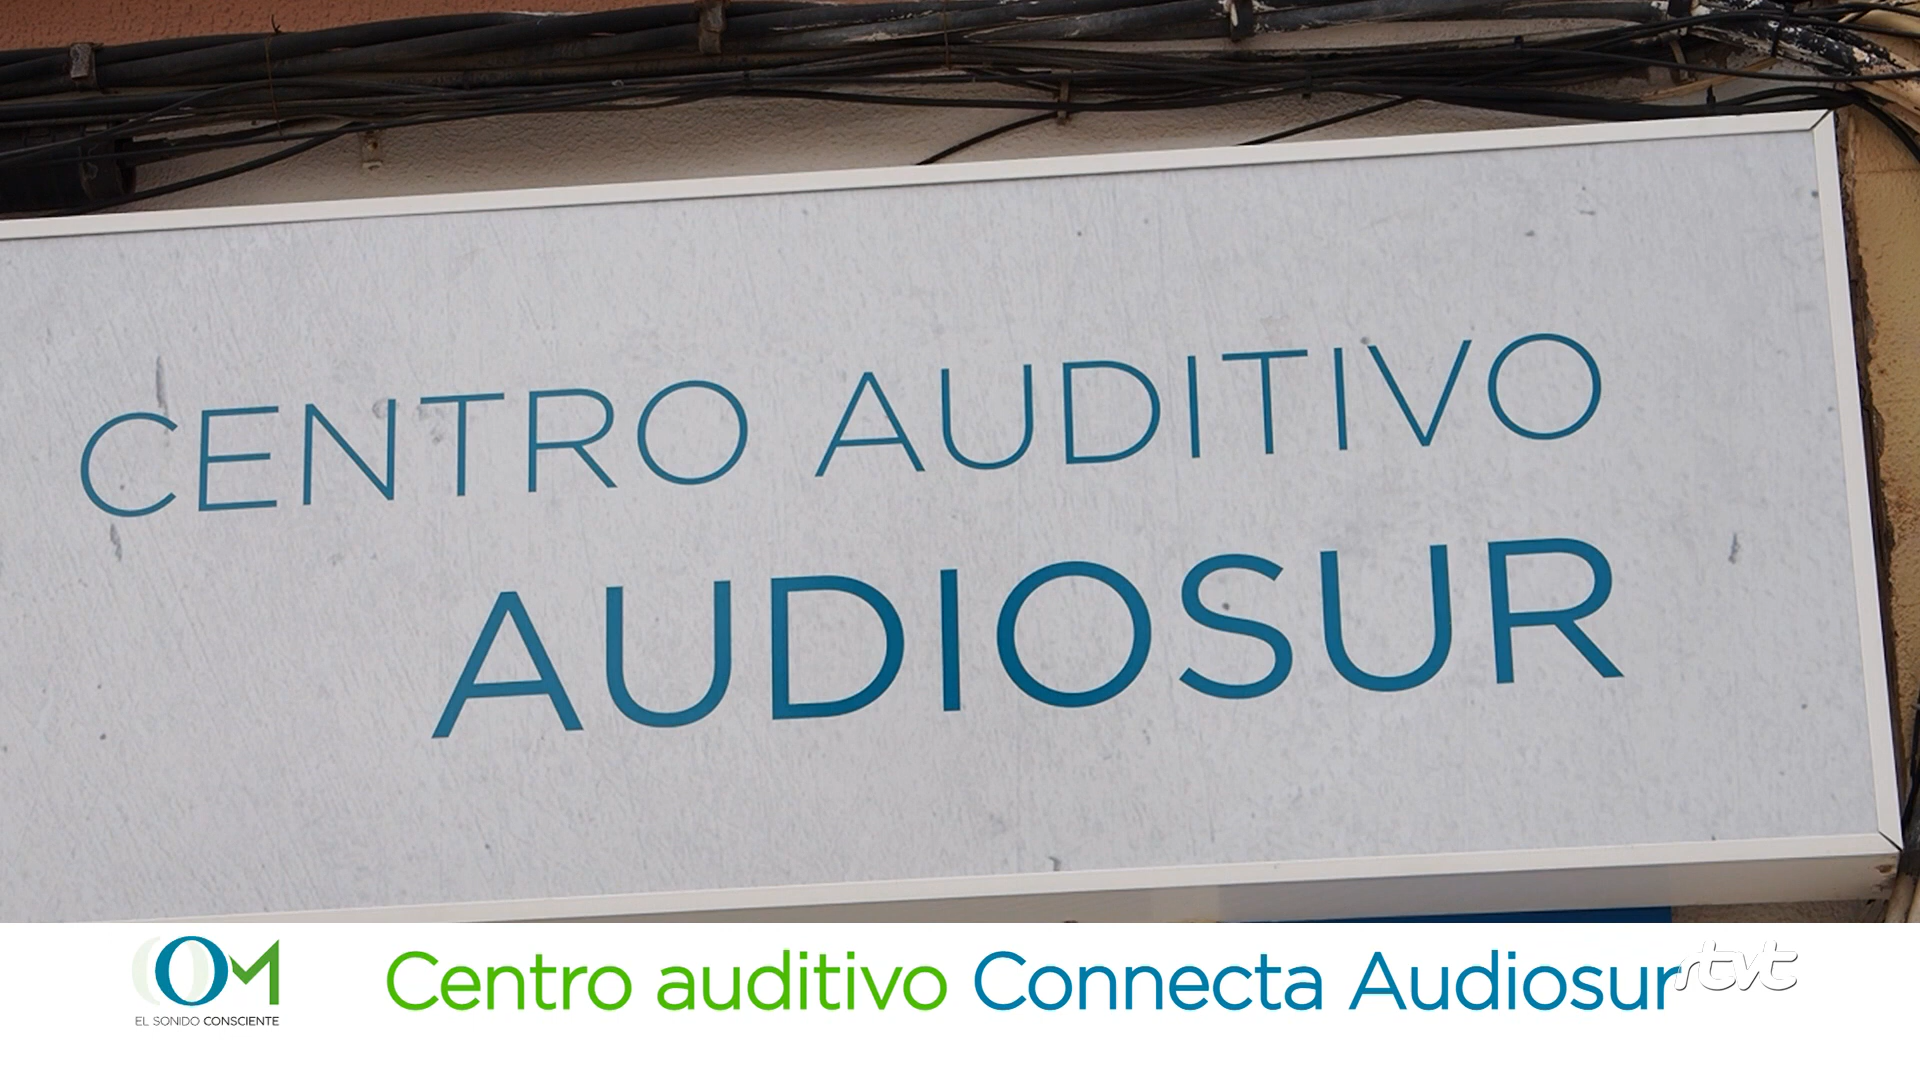 CENTRO AUDITIVO
AUDIOSUR
OM
EL SONIDO CONSCIENTE
Centro auditivo Connecta Audiosur
rtvt